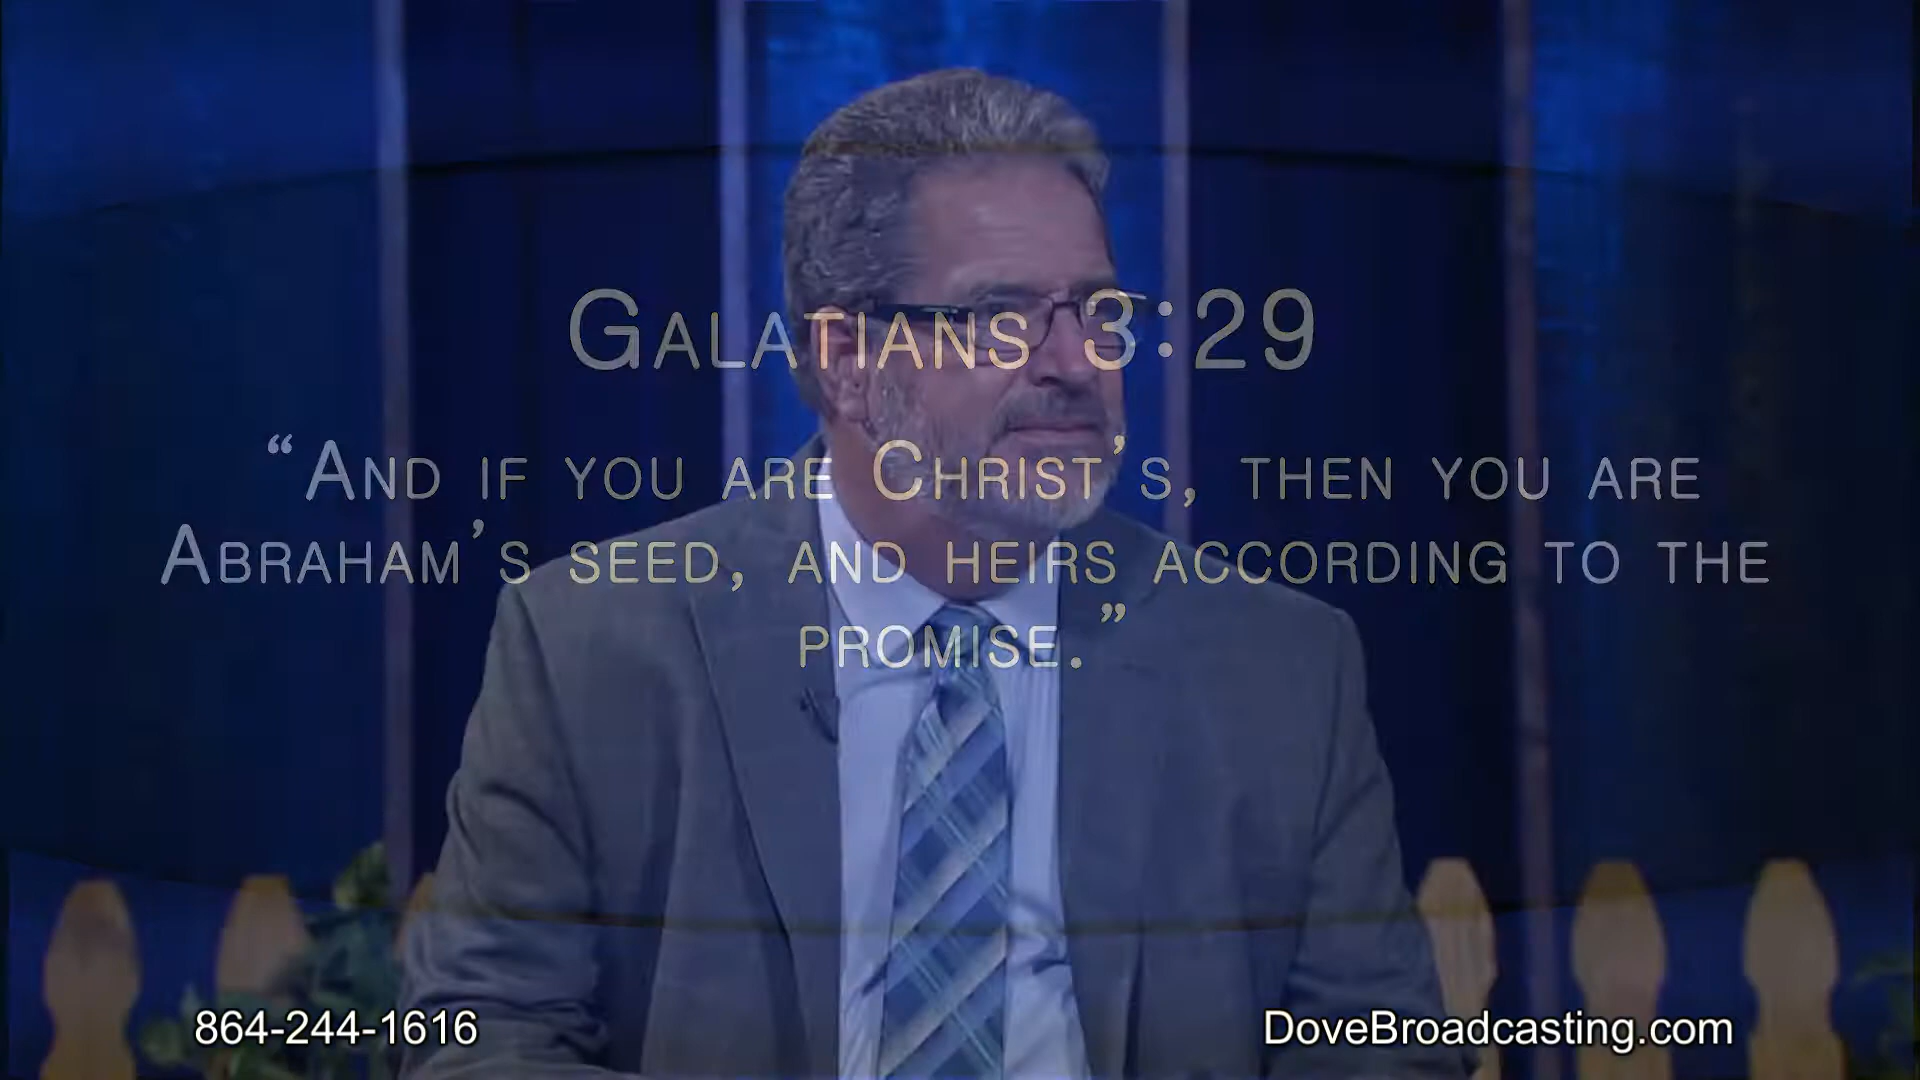 Galatians 3:29
“And if you are Christ's, then you are
Abraham's seed, and heirs according to the
promise.”
864-244-1616
DoveBroadcasting.com